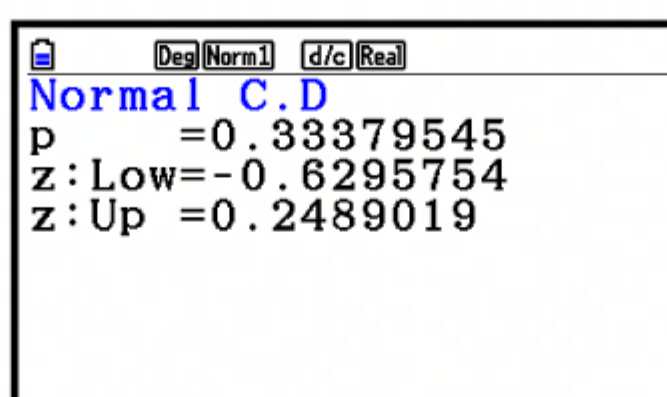 Deg Norm1 d/c Real
Normal C.D
p =0.33379545
z:Low=-0.6295754
z:Up =0.2489019